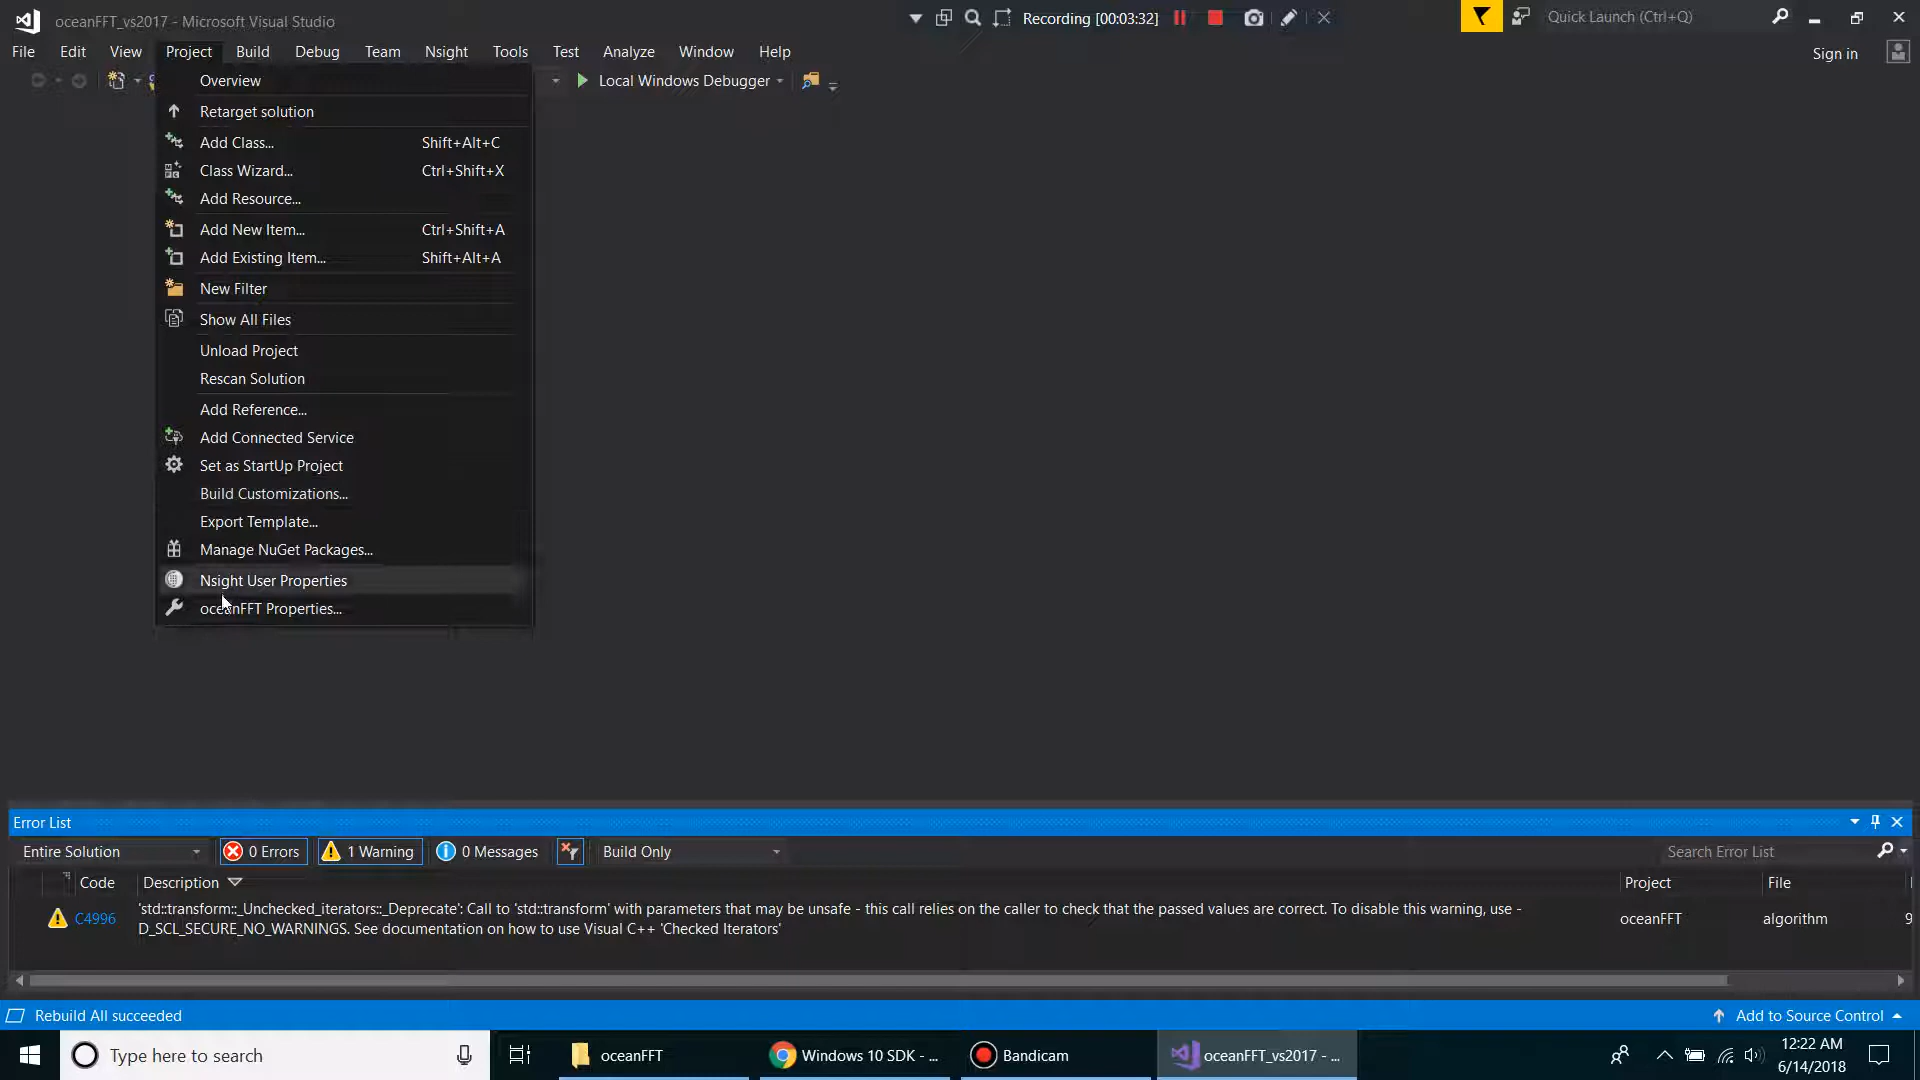 oceanFFT_vs2017 - Microsoft Visual Studio
Recording [00:03:32]
Quick Launch (Ctrl+Q)
File Edit View Project Build Debug Team Nsight Tools Test Analyze Window Help
Sign in
Local Windows Debugger
Overview
Retarget solution
Add Class... Shift+Alt+C
Class Wizard... Ctrl+Shift+X
Add Resource...
Add New Item... Ctrl+Shift+A
Add Existing Item... Shift+Alt+A
New Filter
Show All Files
Unload Project
Rescan Solution
Add Reference...
Add Connected Service
Set as StartUp Project
Build Customizations...
Export Template...
Manage NuGet Packages...
Nsight User Properties
oceanFFT Properties...
Error List
Entire Solution 0 Errors 1 Warning 0 Messages Build Only Search Error List
Code Description Project File
C4996 'std::transform::_Unchecked_iterators::_Deprecate': Call to 'std::transform' with parameters that may be unsafe - this call relies on the caller to check that the passed values are correct. To disable this warning, use - oceanFFT algorithm 9
D_SCL_SECURE_NO_WARNINGS. See documentation on how to use Visual C++ 'Checked Iterators'
Rebuild All succeeded
Add to Source Control
Type here to search
oceanFFT
Windows 10 SDK - ...
Bandicam
oceanFFT_vs2017 - ...
12:22 AM
6/14/2018